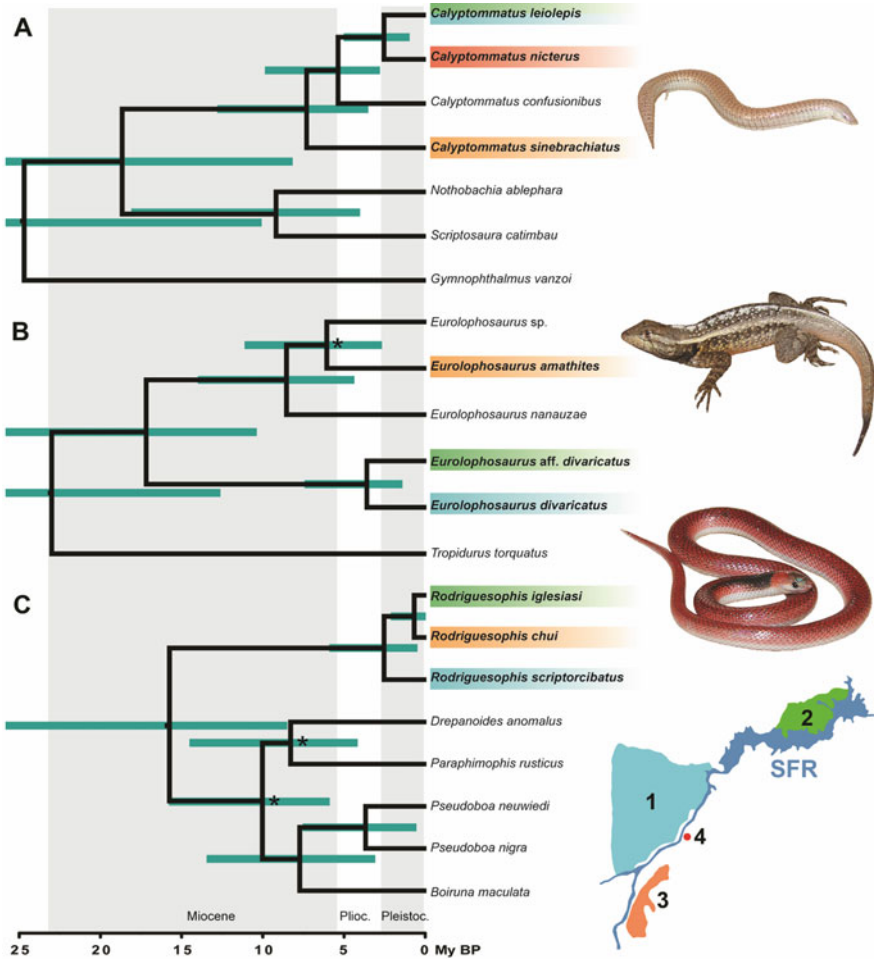 A
Calyptommatus leiolepis
Calyptommatus nicterus
Calyptommatus confusionibus
Calyptommatus sinebrachiatus
Nothobachia ablephara
Scriptosaura catimbau
Gymnophthalmus vanzoi
B
Eurolophosaurus sp.
*
Eurolophosaurus amathites
Eurolophosaurus nanauzae
Eurolophosaurus aff. divaricatus
Eurolophosaurus divaricatus
Tropidurus torquatus
C
Rodriguesophis iglesiasi
Rodriguesophis chui
Rodriguesophis scriptorcibatus
Drepanoides anomalus
*
Paraphimophis rusticus
*
Pseudoboa neuwiedi
Pseudoboa nigra
Boiruna maculata
2
SFR
1
4
3
Miocene Plioc. Pleistoc.
25 20 15 10 5 0 My BP